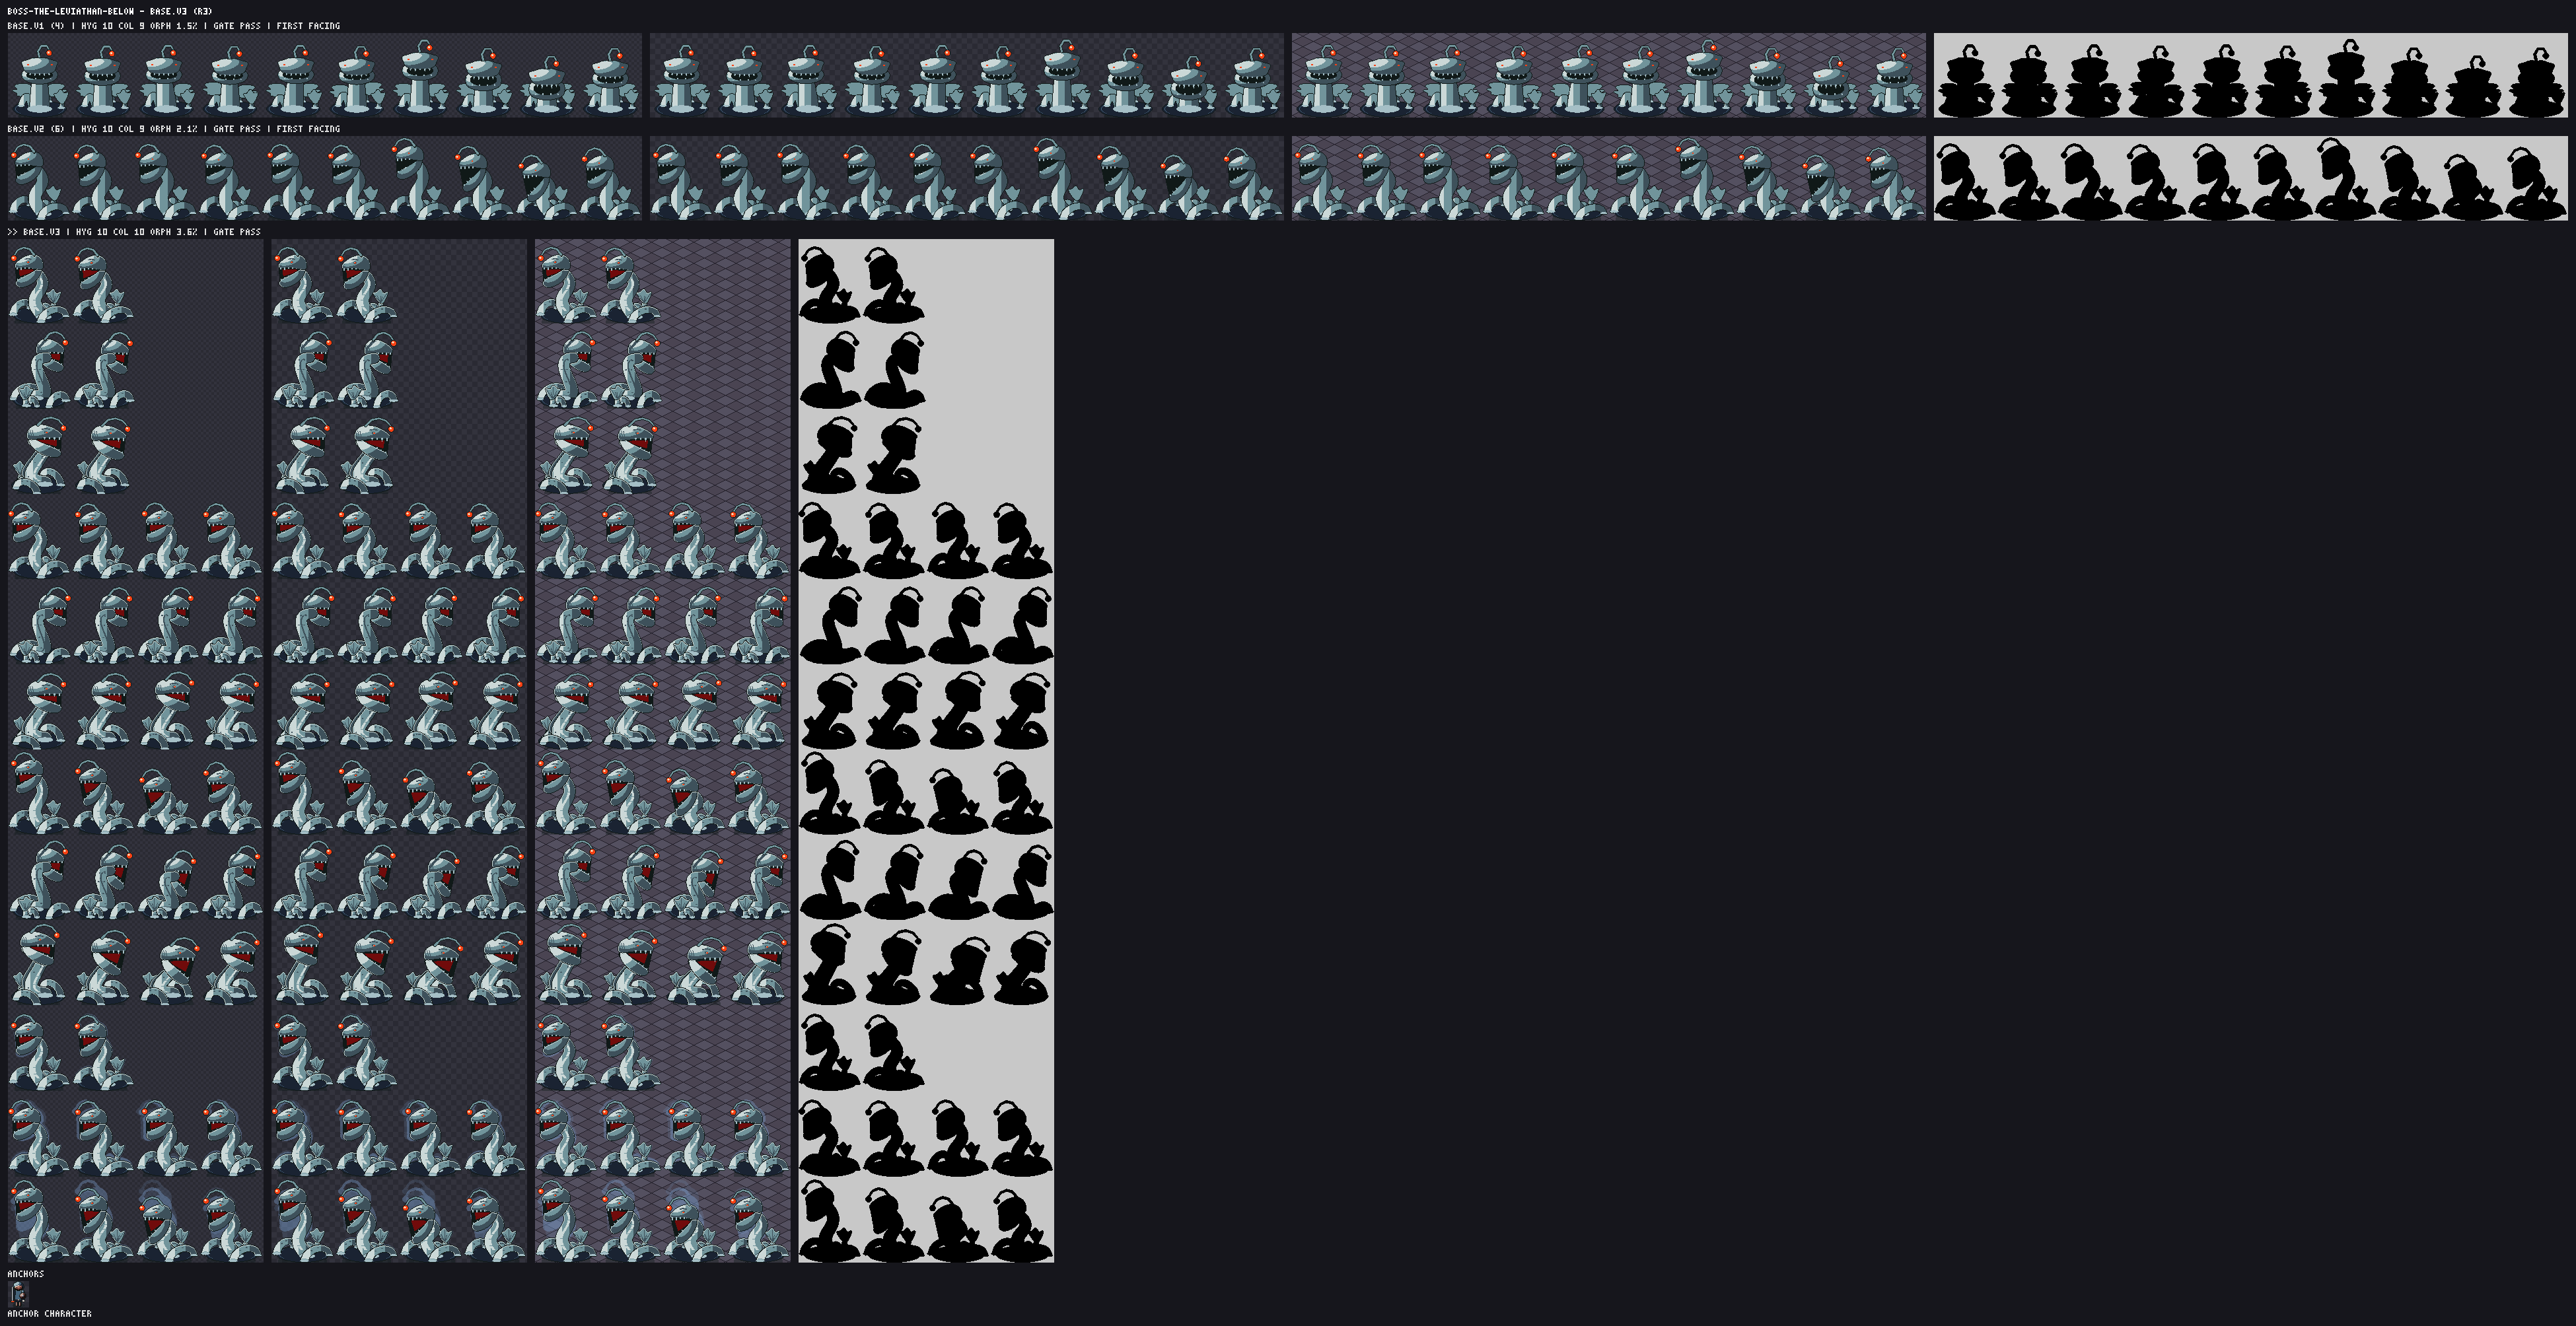 BOSS-THE-LEVIATHAN-BELOW - BASE.V3 (R3)
BASE.V1 (4) | HYG 10 COL 9 ORPH 1.5% | GATE PASS | FIRST FACING
BASE.V2 (6) | HYG 10 COL 9 ORPH 2.1% | GATE PASS | FIRST FACING
>> BASE.V3 | HYG 10 COL 10 ORPH 3.6% | GATE PASS
ANCHORS
ANCHOR CHARACTER